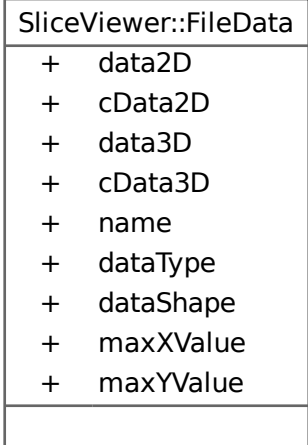 SliceViewer::FileData
+ data2D
+ cData2D
+ data3D
+ cData3D
+ name
+ dataType
+ dataShape
+ maxXValue
+ maxYValue